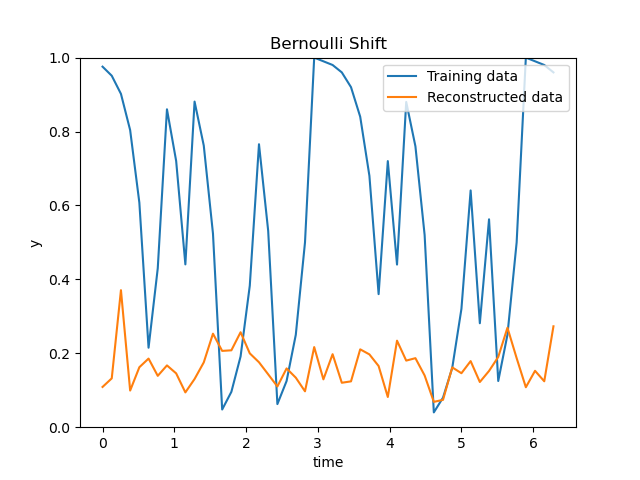 Bernoulli Shift
1.0
0.8
0.6
0.4
0.2
0.0
y
Training data
Reconstructed data
0 1 2 3 4 5 6
time